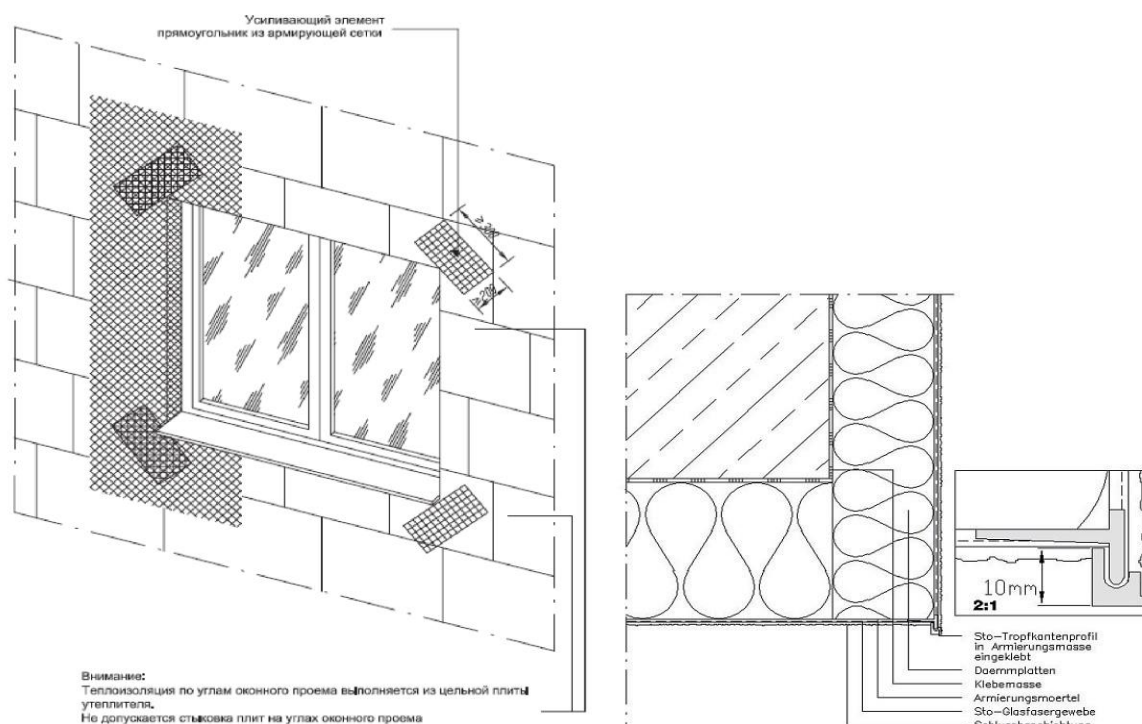 Усиливающий элемент
прямоугольник из армирующей сетки
Внимание:
Теплоизоляция по углам оконного проема выполняется из цельной плиты
утеплителя.
Не допускается стыковка плит на углах оконного проема
10mm
2:1
Sto-Tropfkantenprofil
in Armierungsmasse
eingeklebt
Daemmplatten
Klebemasse
Armierungsmoertel
Sto-Glasfasergewebe